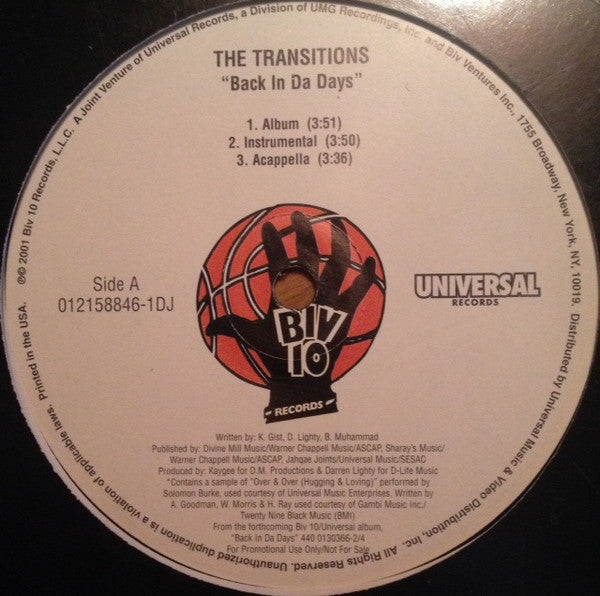 THE TRANSITIONS
"Back In Da Days"
1. Album (3:51)
2. Instrumental (3:50)
3. Acappella (3:36)
Side A
012158846-1DJ
BIV
10
RECORDS
UNIVERSAL
RECORDS
Written by: K. Gist, D. Lighty, B. Muhammad
Published by: Divine Mill Music/Warner Chappell Music/ASCAP, Sharay's Music/
Warner Chappell Music/ASCAP, Jahqae Joints/Universal Music/SESAC
Produced by: Kaygee for D.M. Productions & Darren Lighty for D-Life Music
"Contains a sample of "Over & Over (Hugging & Loving)" performed by
Solomon Burke, used courtesy of Universal Music Enterprises. Written by
A. Goodman, W. Morris & H. Ray used courtesy of Gambi Music Inc./
Twenty Nine Black Music (BMI)
From the forthcoming Biv 10/Universal album,
"Back In Da Days" 440 0130366-2/4
For Promotional Use Only/Not For Sale
℗© 2001 Biv 10 Records, L.L.C. A Joint Venture of Universal Records, a Division of UMG Recordings, Inc. and Biv Ventures Inc., 1755 Broadway, New York, NY, 10019. Distributed by Universal Music & Video Distribution, Inc. All Rights Reserved. Unauthorized duplication is a violation of applicable laws. Printed in the USA.